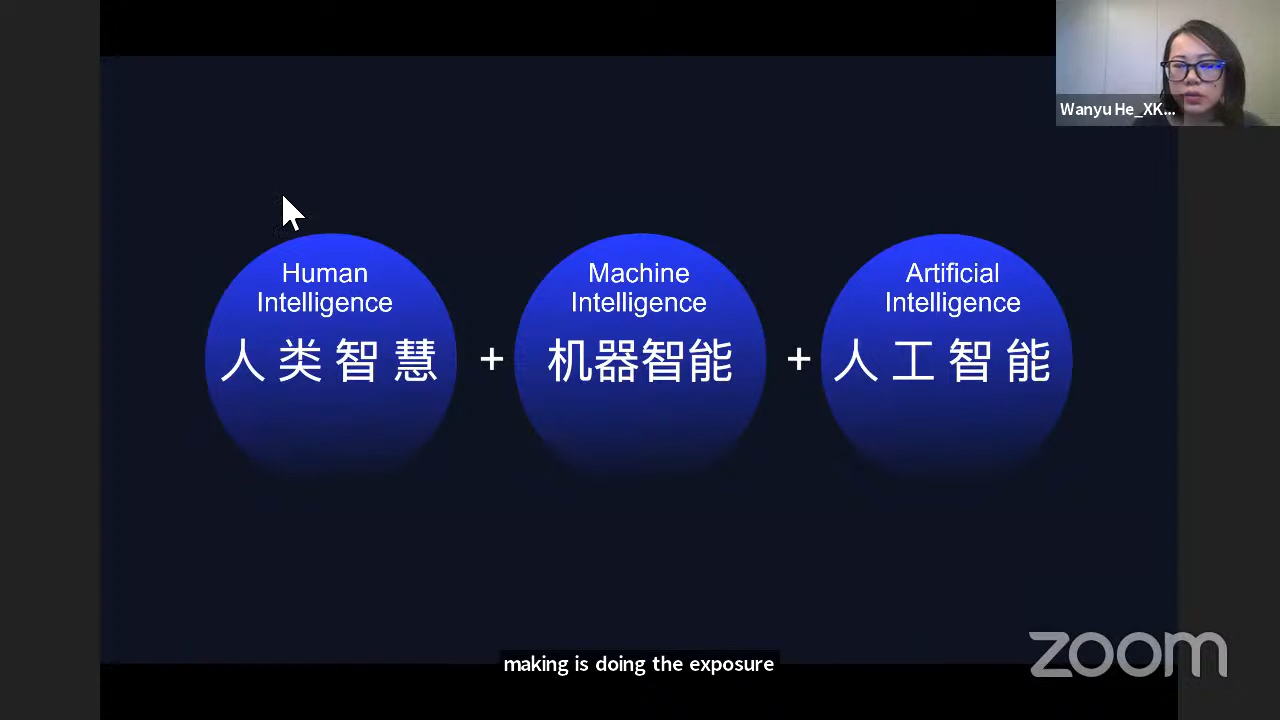 Wanyu He_XK...
Human
Intelligence
人类智慧
+
Machine
Intelligence
机器智能
+
Artificial
Intelligence
人工智能
making is doing the exposure
zoom